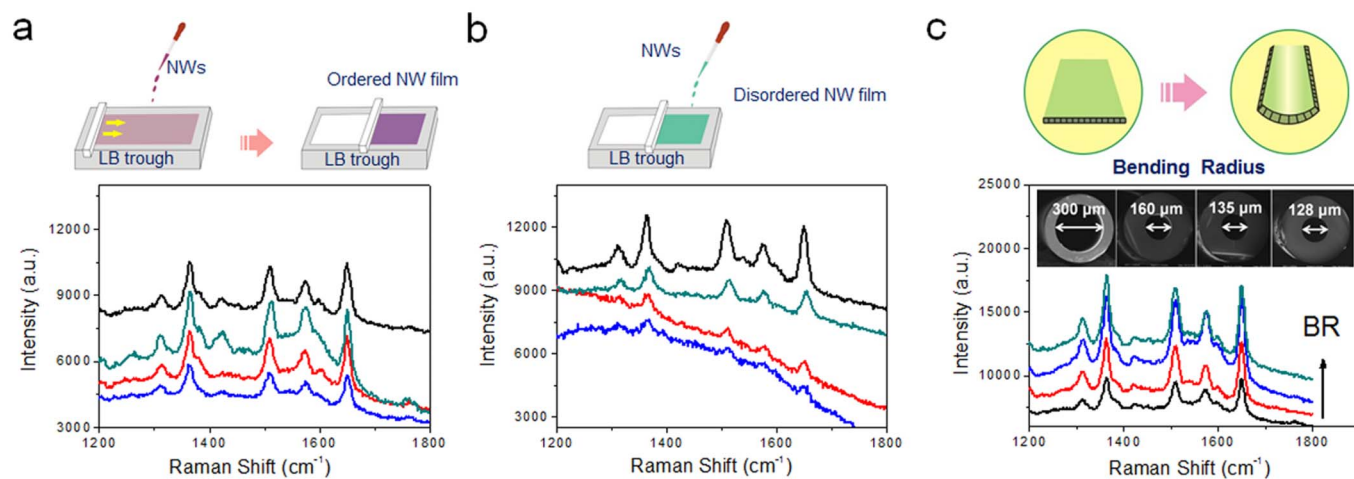 a
NWs
Ordered NW film
LB trough
LB trough
12000
9000
6000
3000
Intensity (a.u.)
1200
1400
1600
1800
Raman Shift (cm⁻¹)
b
NWs
Disordered NW film
LB trough
12000
9000
6000
3000
Intensity (a.u.)
1200
1400
1600
1800
Raman Shift (cm⁻¹)
c
Bending Radius
25000
20000
15000
10000
Intensity (a.u.)
300 μm
160 μm
135 μm
128 μm
BR
1200
1400
1600
1800
Raman Shift (cm⁻¹)